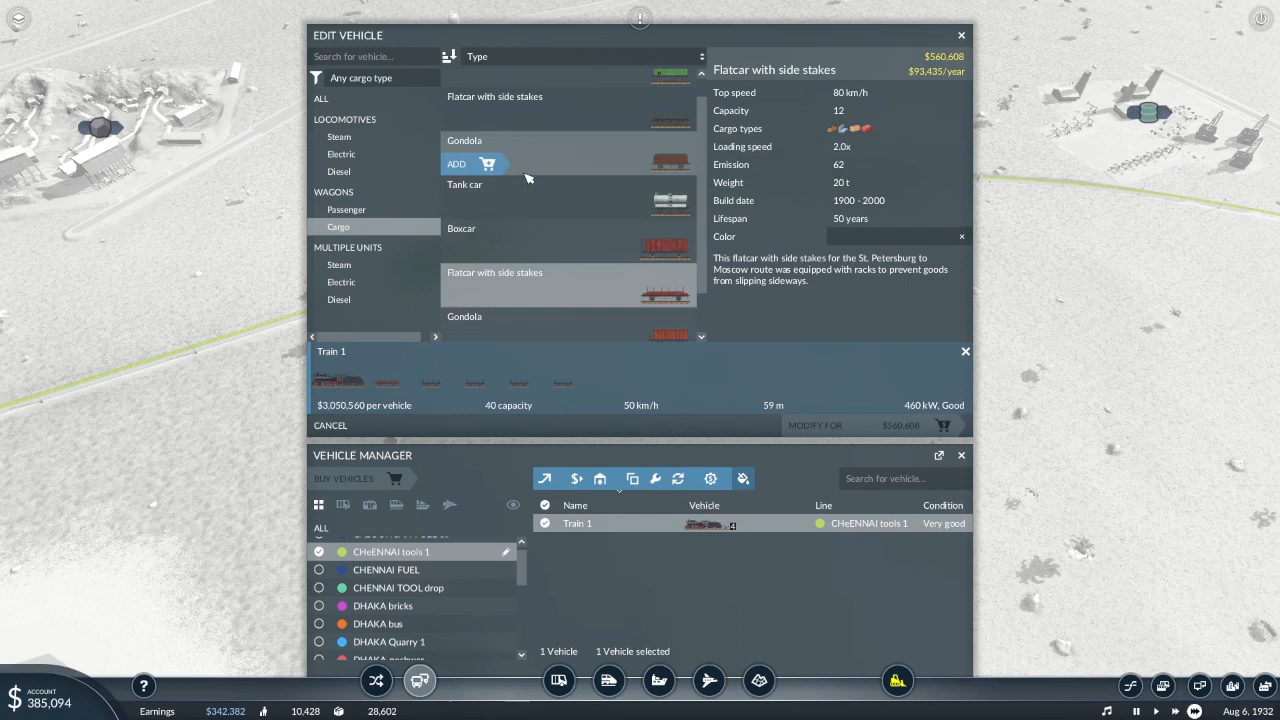 EDIT VEHICLE
Search for vehicle...
Type
$560,608
$93,435/year
Flatcar with side stakes
Any cargo type
ALL
LOCOMOTIVES
Steam
Electric
Diesel
WAGONS
Passenger
Cargo
MULTIPLE UNITS
Steam
Electric
Diesel
Flatcar with side stakes
Gondola
ADD
Tank car
Boxcar
Flatcar with side stakes
Gondola
Top speed 80 km/h
Capacity 12
Cargo types
Loading speed 2.0x
Emission 62
Weight 20 t
Build date 1900 - 2000
Lifespan 50 years
Color
This flatcar with side stakes for the St. Petersburg to
Moscow route was equipped with racks to prevent goods
from slipping sideways.
Train 1
$3,050,560 per vehicle 40 capacity 50 km/h 59 m 460 kW, Good
CANCEL MODIFY FOR $560,608
VEHICLE MANAGER
BUY VEHICLES
Search for vehicle...
Name Vehicle Line Condition
Train 1 4 CHeENNAI tools 1 Very good
ALL
CHeENNAI tools 1
CHENNAI FUEL
CHENNAI TOOL drop
DHAKA bricks
DHAKA bus
DHAKA Quarry 1
1 Vehicle 1 Vehicle selected
$ ACCOUNT
385,094
?
Earnings $342,382 10,428 28,602 Aug 6, 1932